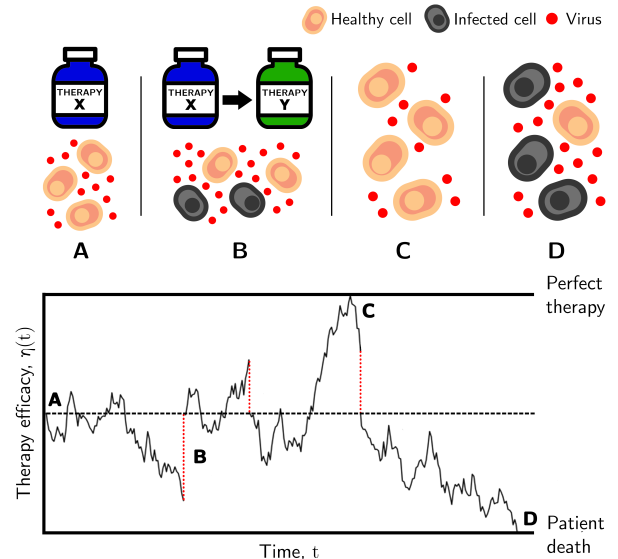 Healthy cell Infected cell Virus
THERAPY
X
THERAPY
X
THERAPY
Y
A B C D
Perfect
therapy
Therapy efficacy, η(t)
A
B
C
D
Patient
death
Time, t